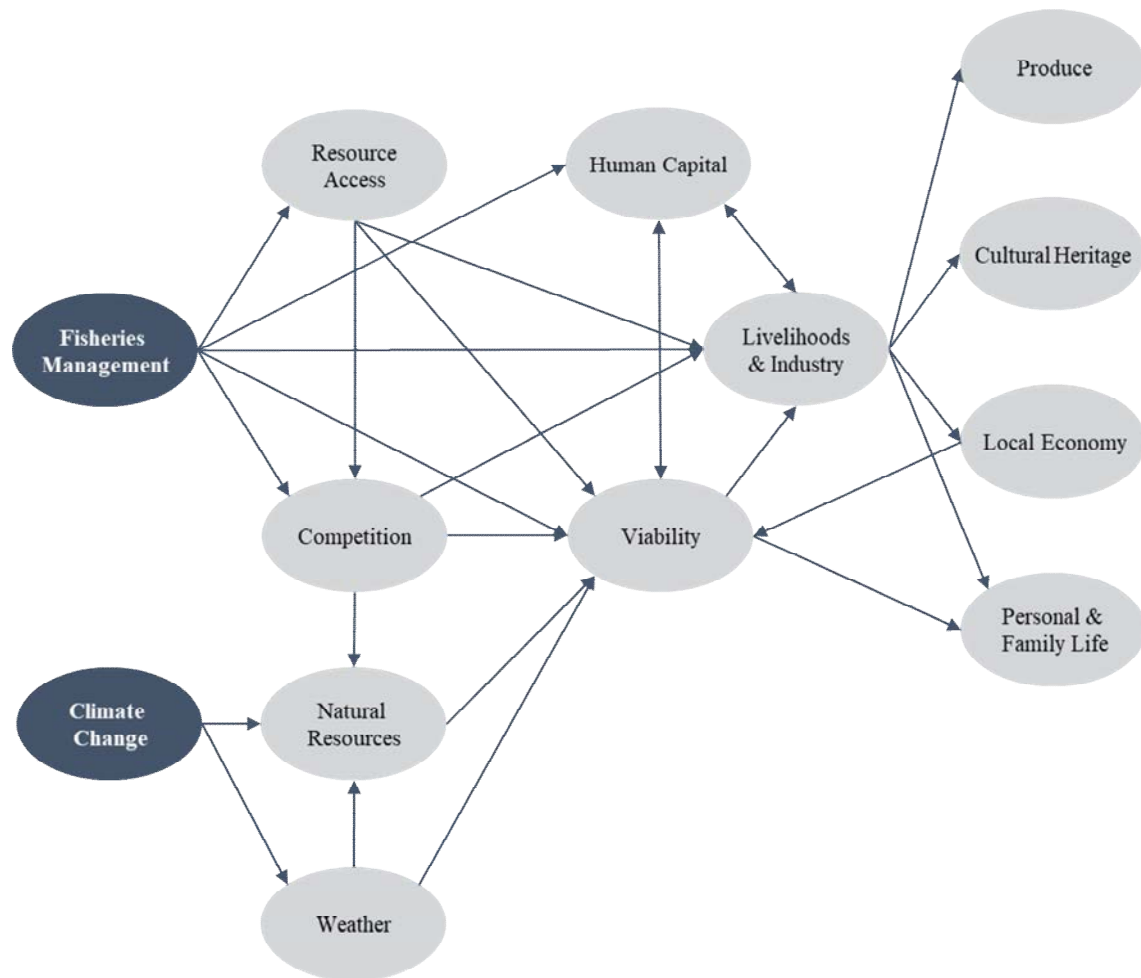 Produce
Resource
Access
Human Capital
Cultural Heritage
Fisheries
Management
Livelihoods
& Industry
Local Economy
Competition
Viability
Personal &
Family Life
Climate
Change
Natural
Resources
Weather